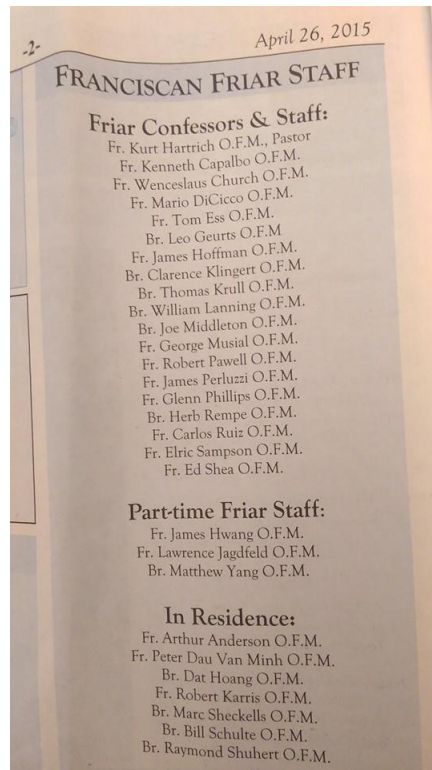 -2-
April 26, 2015
FRANCISCAN FRIAR STAFF
Friar Confessors & Staff:
Fr. Kurt Hartrich O.F.M., Pastor
Fr. Kenneth Capalbo O.F.M.
Fr. Wenceslaus Church O.F.M.
Fr. Mario DiCicco O.F.M.
Fr. Tom Ess O.F.M.
Br. Leo Geurts O.F.M
Fr. James Hoffman O.F.M.
Br. Clarence Klingert O.F.M.
Br. Thomas Krull O.F.M.
Br. William Lanning O.F.M.
Br. Joe Middleton O.F.M.
Fr. George Musial O.F.M.
Fr. Robert Pawell O.F.M.
Fr. James Perluzzi O.F.M.
Fr. Glenn Phillips O.F.M.
Br. Herb Rempe O.F.M.
Fr. Carlos Ruiz O.F.M.
Fr. Elric Sampson O.F.M.
Fr. Ed Shea O.F.M.
Part-time Friar Staff:
Fr. James Hwang O.F.M.
Fr. Lawrence Jagdfeld O.F.M.
Br. Matthew Yang O.F.M.
In Residence:
Fr. Arthur Anderson O.F.M.
Fr. Peter Dau Van Minh O.F.M.
Br. Dat Hoang O.F.M.
Fr. Robert Karris O.F.M.
Br. Marc Sheckells O.F.M.
Br. Bill Schulte O.F.M.
Br. Raymond Shuhert O.F.M.